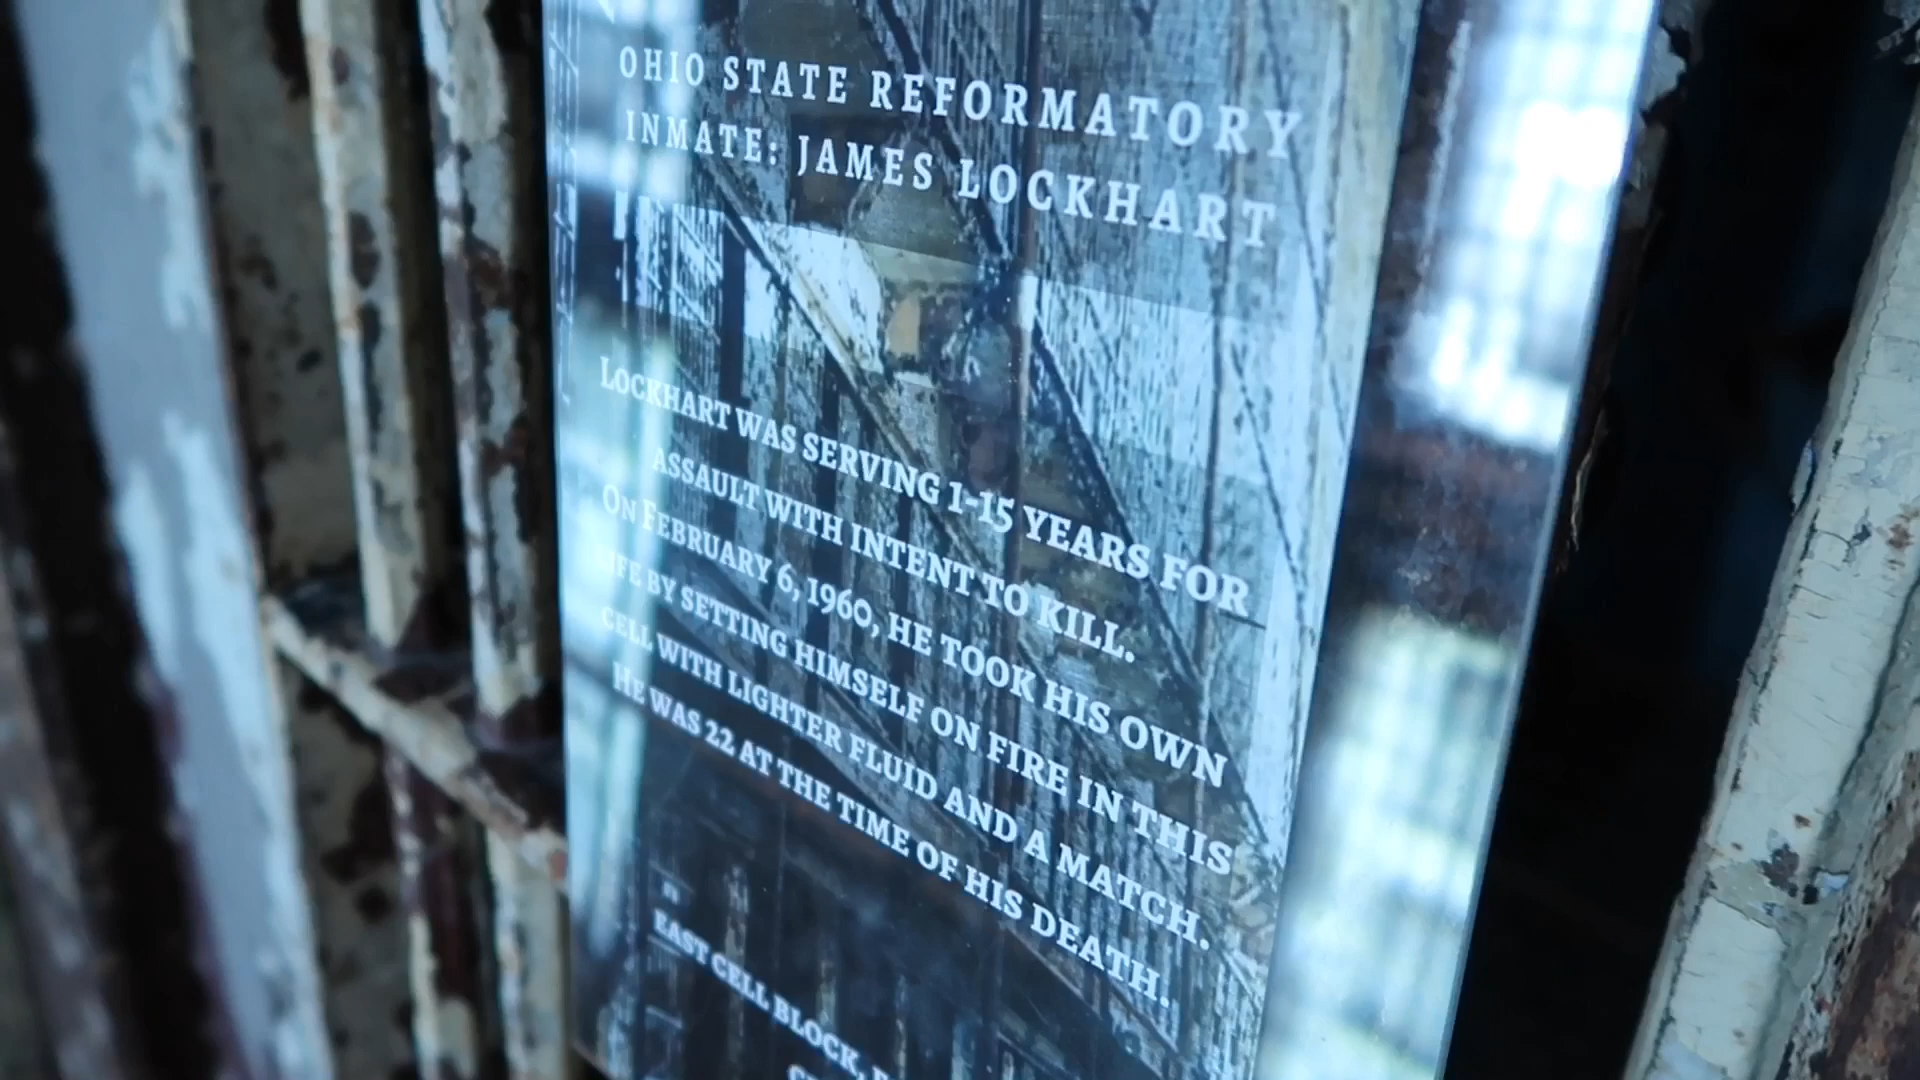 OHIO STATE REFORMATORY
INMATE: JAMES LOCKHART
LOCKHART WAS SERVING 1-15 YEARS FOR
ASSAULT WITH INTENT TO KILL.
ON FEBRUARY 6, 1960, HE TOOK HIS OWN
LIFE BY SETTING HIMSELF ON FIRE IN THIS
CELL WITH LIGHTER FLUID AND A MATCH.
HE WAS 22 AT THE TIME OF HIS DEATH.
EAST CELL BLOCK,